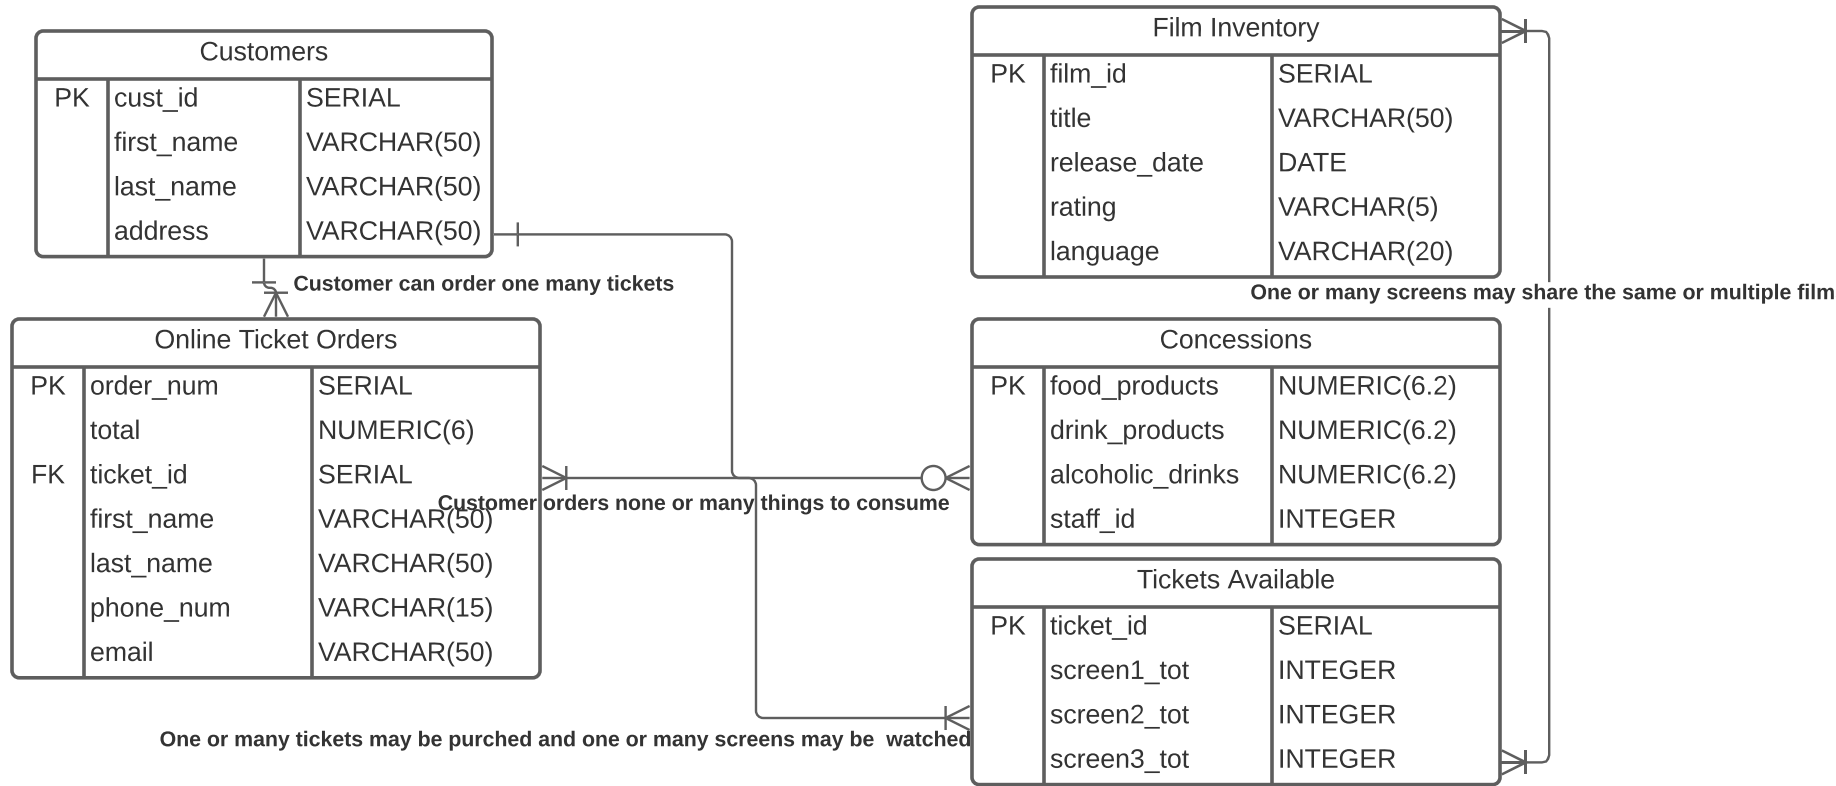 Customers
PK cust_id SERIAL
first_name VARCHAR(50)
last_name VARCHAR(50)
address VARCHAR(50)
Customer can order one many tickets
Online Ticket Orders
PK order_num SERIAL
total NUMERIC(6)
FK ticket_id SERIAL
first_name VARCHAR(50)
last_name VARCHAR(50)
phone_num VARCHAR(15)
email VARCHAR(50)
Customer orders none or many things to consume
One or many tickets may be purched and one or many screens may be  watched
Film Inventory
PK film_id SERIAL
title VARCHAR(50)
release_date DATE
rating VARCHAR(5)
language VARCHAR(20)
One or many screens may share the same or multiple film
Concessions
PK food_products NUMERIC(6.2)
drink_products NUMERIC(6.2)
alcoholic_drinks NUMERIC(6.2)
staff_id INTEGER
Tickets Available
PK ticket_id SERIAL
screen1_tot INTEGER
screen2_tot INTEGER
screen3_tot INTEGER